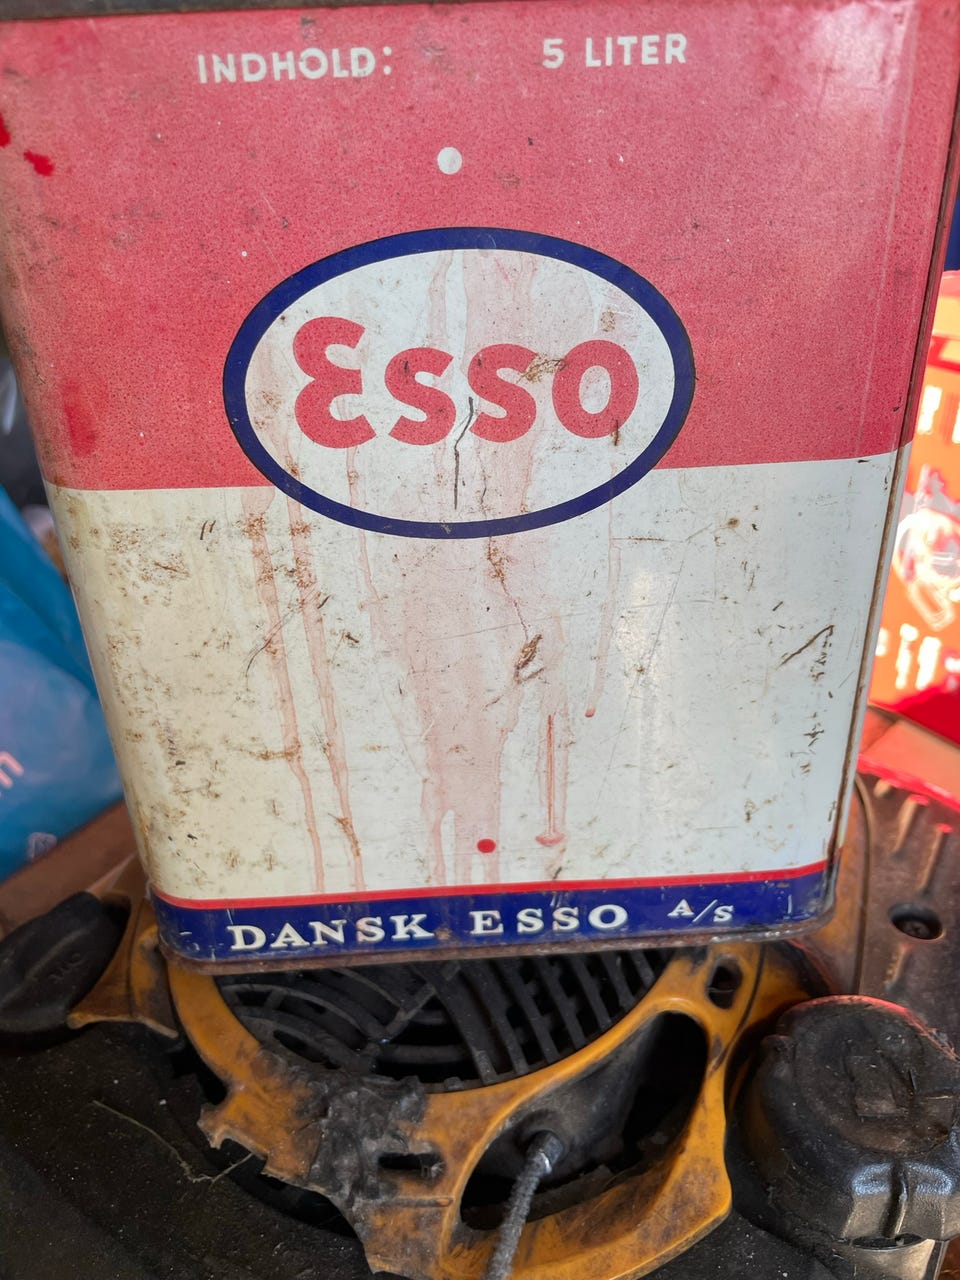 INDHOLD: 5 LITER
Esso
DANSK ESSO A/S